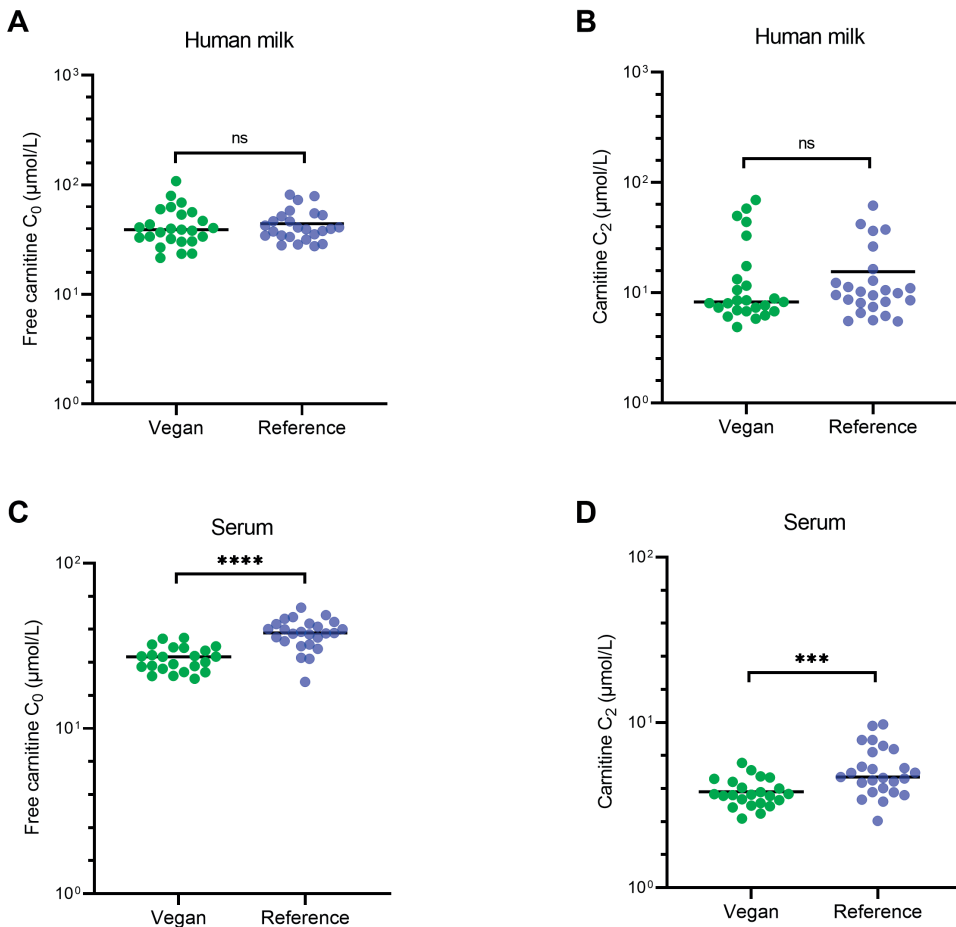 A
Human milk
Free carnitine C₀ (µmol/L)
10³
10²
10¹
10⁰
ns
Vegan
Reference
B
Human milk
Carnitine C₂ (µmol/L)
10³
10²
10¹
10⁰
ns
Vegan
Reference
C
Serum
Free carnitine C₀ (µmol/L)
10²
10¹
10⁰
****
Vegan
Reference
D
Serum
Carnitine C₂ (µmol/L)
10²
10¹
10⁰
***
Vegan
Reference